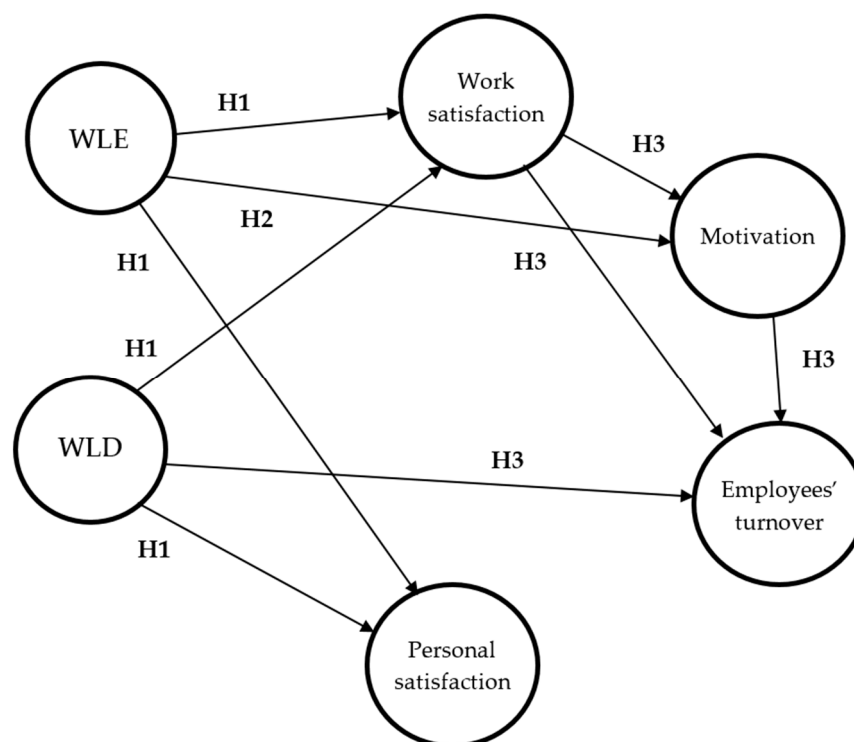 Work
satisfaction
H1
WLE
H3
H2
Motivation
H1
H3
H1
H3
WLD
H3
Employees’
turnover
H1
Personal
satisfaction